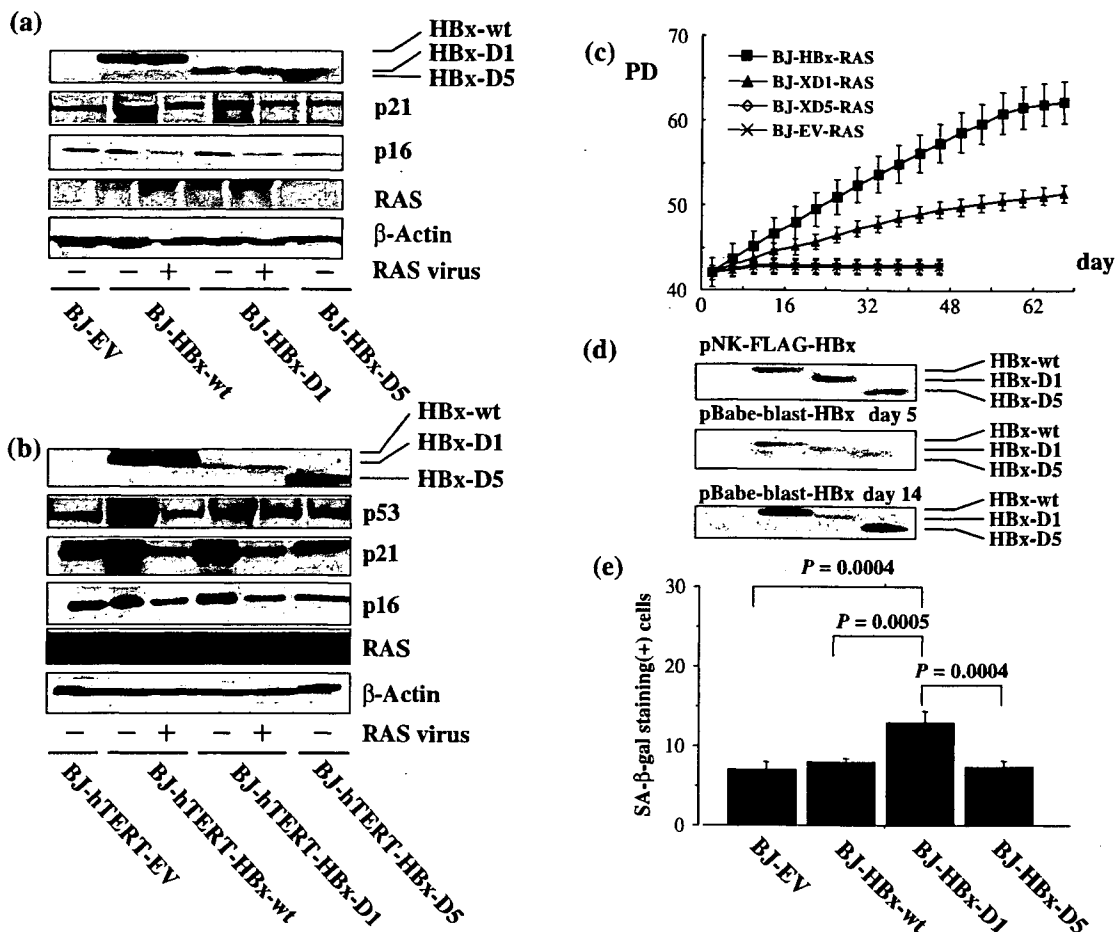 (a)
HBx-wt
HBx-D1
HBx-D5
p21
p16
RAS
β-Actin
− − + − + − RAS virus
BJ-EV
BJ-HBx-wt
BJ-HBx-D1
BJ-HBx-D5
(b)
HBx-wt
HBx-D1
HBx-D5
p53
p21
p16
RAS
β-Actin
− − + − + − RAS virus
BJ-hTERT-EV
BJ-hTERT-HBx-wt
BJ-hTERT-HBx-D1
BJ-hTERT-HBx-D5
(c)
PD
70
60
50
40
BJ-HBx-RAS
BJ-XD1-RAS
BJ-XD5-RAS
BJ-EV-RAS
day
0 16 32 48 62
(d)
pNK-FLAG-HBx
HBx-wt
HBx-D1
HBx-D5
pBabe-blast-HBx day 5
HBx-wt
HBx-D1
HBx-D5
pBabe-blast-HBx day 14
HBx-wt
HBx-D1
HBx-D5
(e)
SA-β-gal staining(+) cells
30
20
10
0
P = 0.0004
P = 0.0005
P = 0.0004
BJ-EV
BJ-HBx-wt
BJ-HBx-D1
BJ-HBx-D5